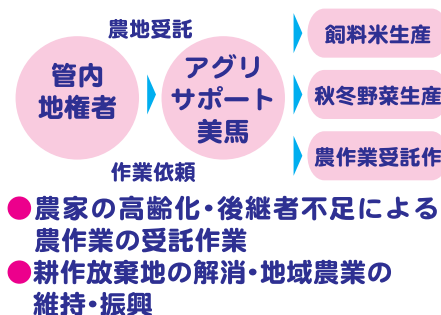 農地受託
管内
地権者
アグリ
サポート
美馬
作業依頼
飼料米生産
秋冬野菜生産
農作業受託作
●農家の高齢化・後継者不足による
農作業の受託作業
●耕作放棄地の解消・地域農業の
維持・振興